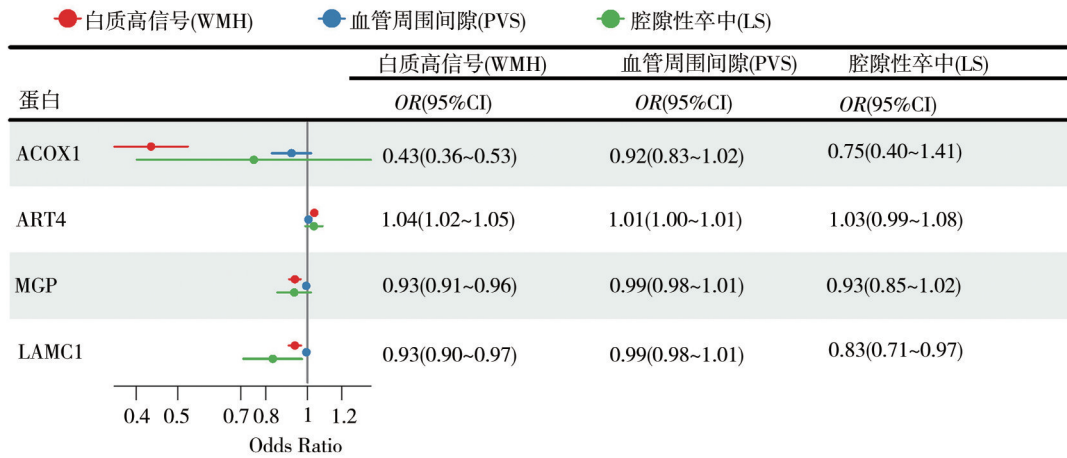 白质高信号(WMH) 血管周围间隙(PVS) 腔隙性卒中(LS)
白质高信号(WMH) 血管周围间隙(PVS) 腔隙性卒中(LS)
蛋白 OR(95%CI) OR(95%CI) OR(95%CI)
ACOX1 0.43(0.36~0.53) 0.92(0.83~1.02) 0.75(0.40~1.41)
ART4 1.04(1.02~1.05) 1.01(1.00~1.01) 1.03(0.99~1.08)
MGP 0.93(0.91~0.96) 0.99(0.98~1.01) 0.93(0.85~1.02)
LAMC1 0.93(0.90~0.97) 0.99(0.98~1.01) 0.83(0.71~0.97)
0.4 0.5 0.7 0.8 1 1.2
Odds Ratio